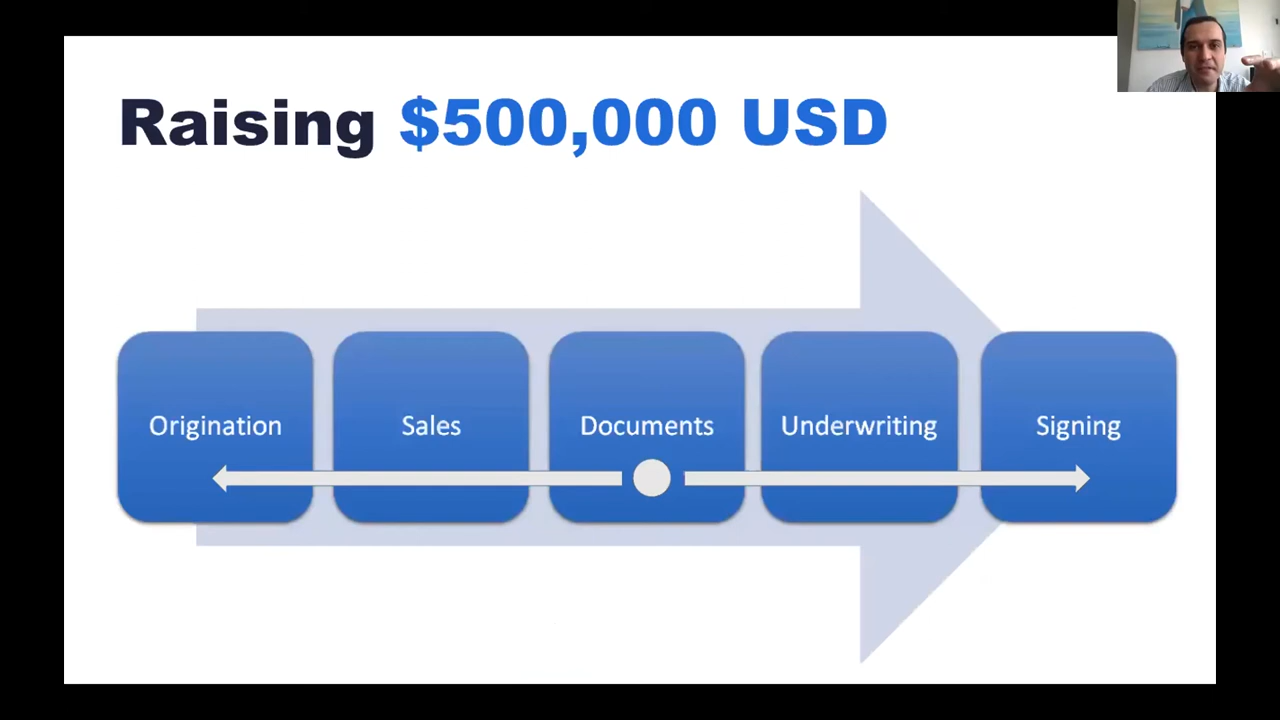 Raising $500,000 USD
Origination
Sales
Documents
Underwriting
Signing